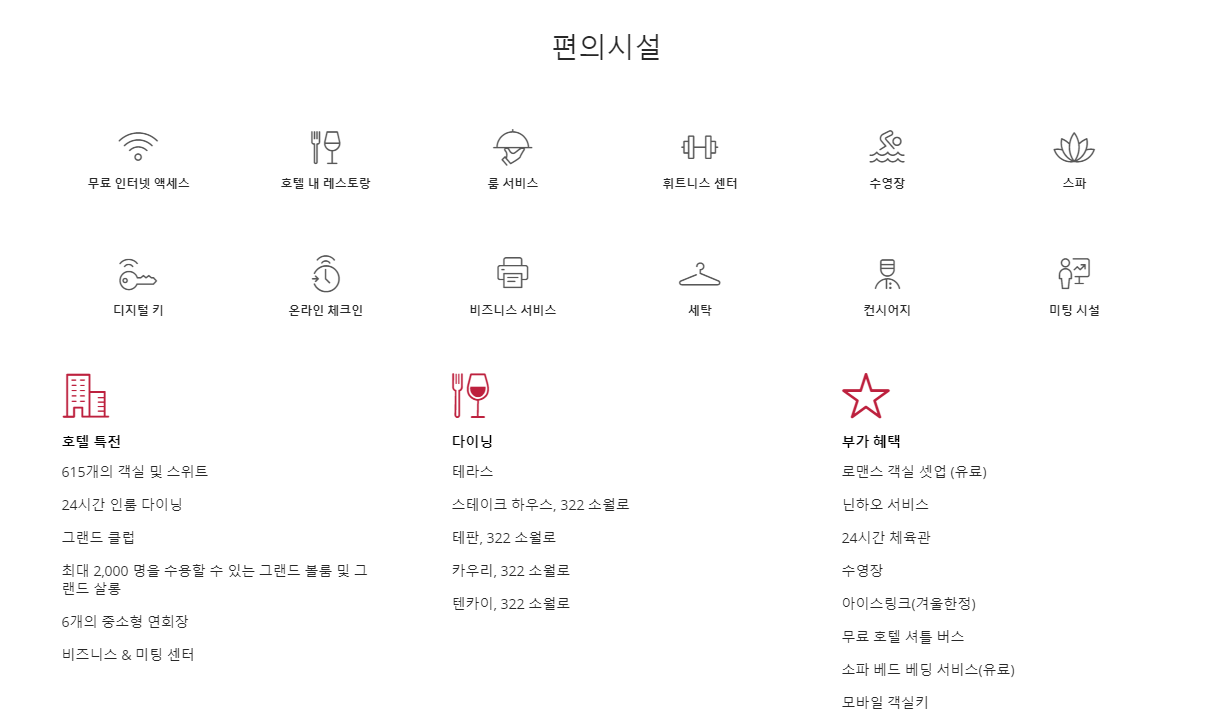 편의시설
무료 인터넷 액세스
호텔 내 레스토랑
룸 서비스
휘트니스 센터
수영장
스파
디지털 키
온라인 체크인
비즈니스 서비스
세탁
컨시어지
미팅 시설
호텔 특전
615개의 객실 및 스위트
24시간 인룸 다이닝
그랜드 클럽
최대 2,000 명을 수용할 수 있는 그랜드 볼룸 및 그
랜드 살롱
6개의 중소형 연회장
비즈니스 & 미팅 센터
다이닝
테라스
스테이크 하우스, 322 소월로
테판, 322 소월로
카우리, 322 소월로
텐카이, 322 소월로
부가 혜택
로맨스 객실 셋업 (유료)
닌하오 서비스
24시간 체육관
수영장
아이스링크(겨울한정)
무료 호텔 셔틀 버스
소파 베드 베딩 서비스(유료)
모바일 객실키